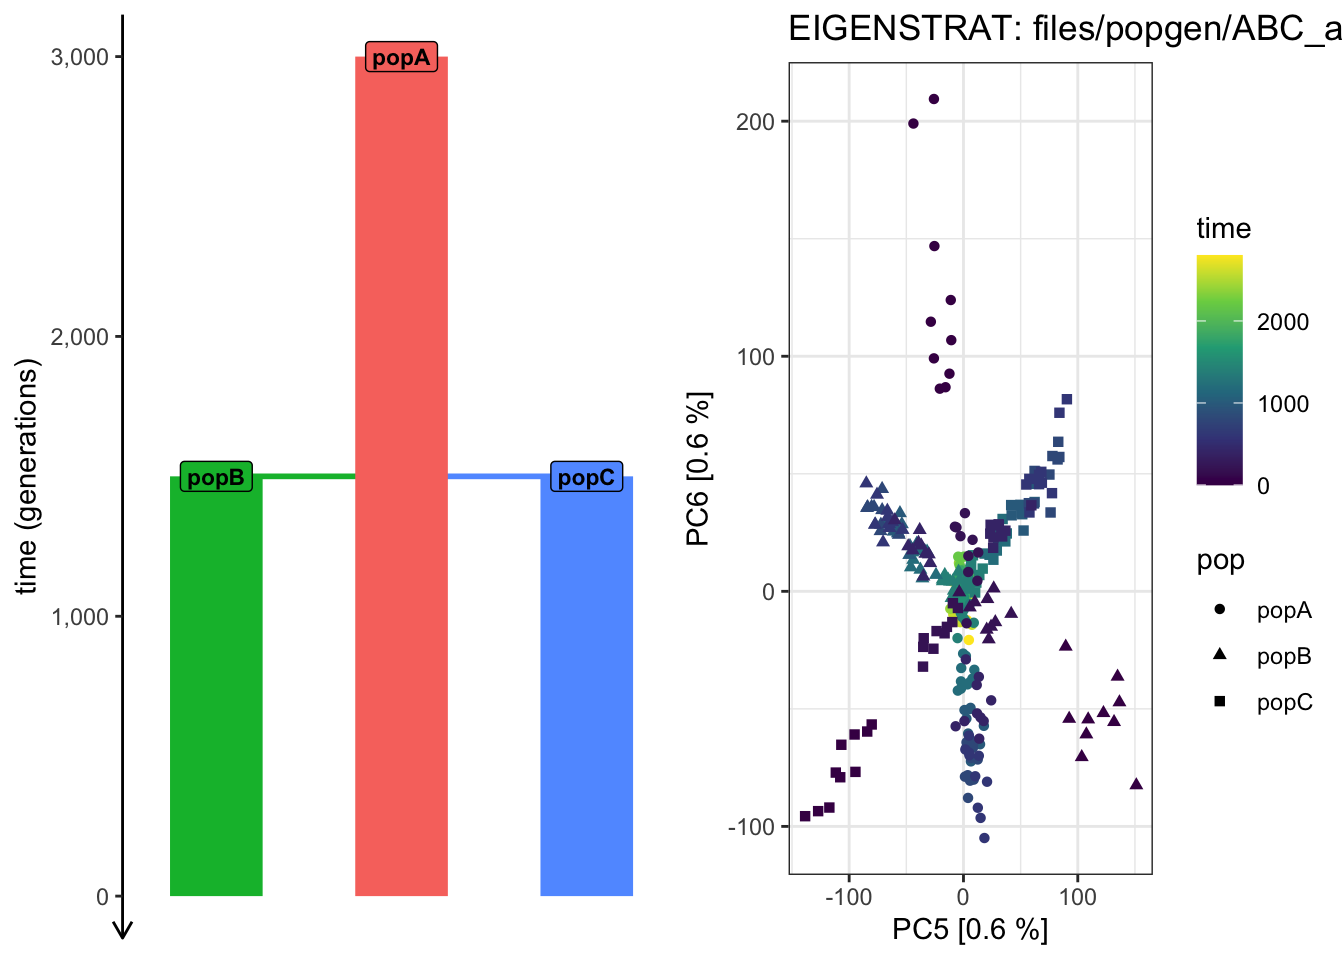 time (generations)
3,000
2,000
1,000
0
popA
popB
popC
EIGENSTRAT: files/popgen/ABC_a
PC6 [0.6 %]
200
100
0
-100
-100
0
100
PC5 [0.6 %]
time
2000
1000
0
pop
popA
popB
popC